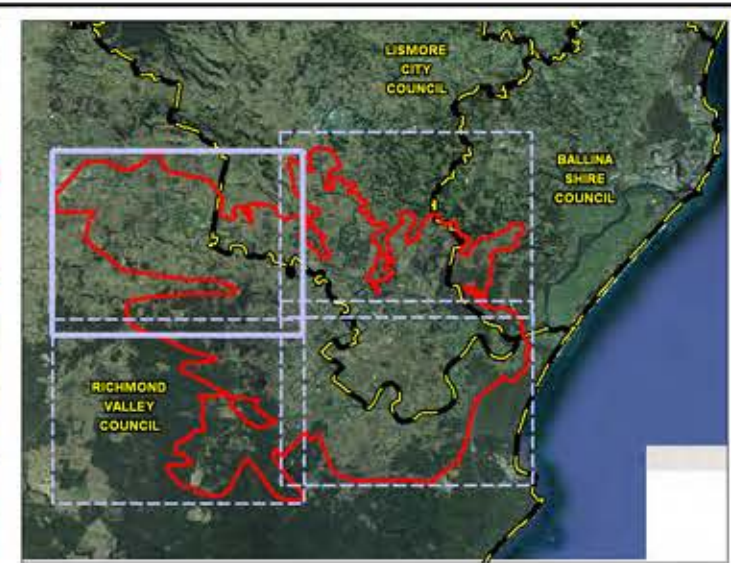 LISMORE
CITY
COUNCIL
BALLINA
SHIRE
COUNCIL
RICHMOND
VALLEY
COUNCIL